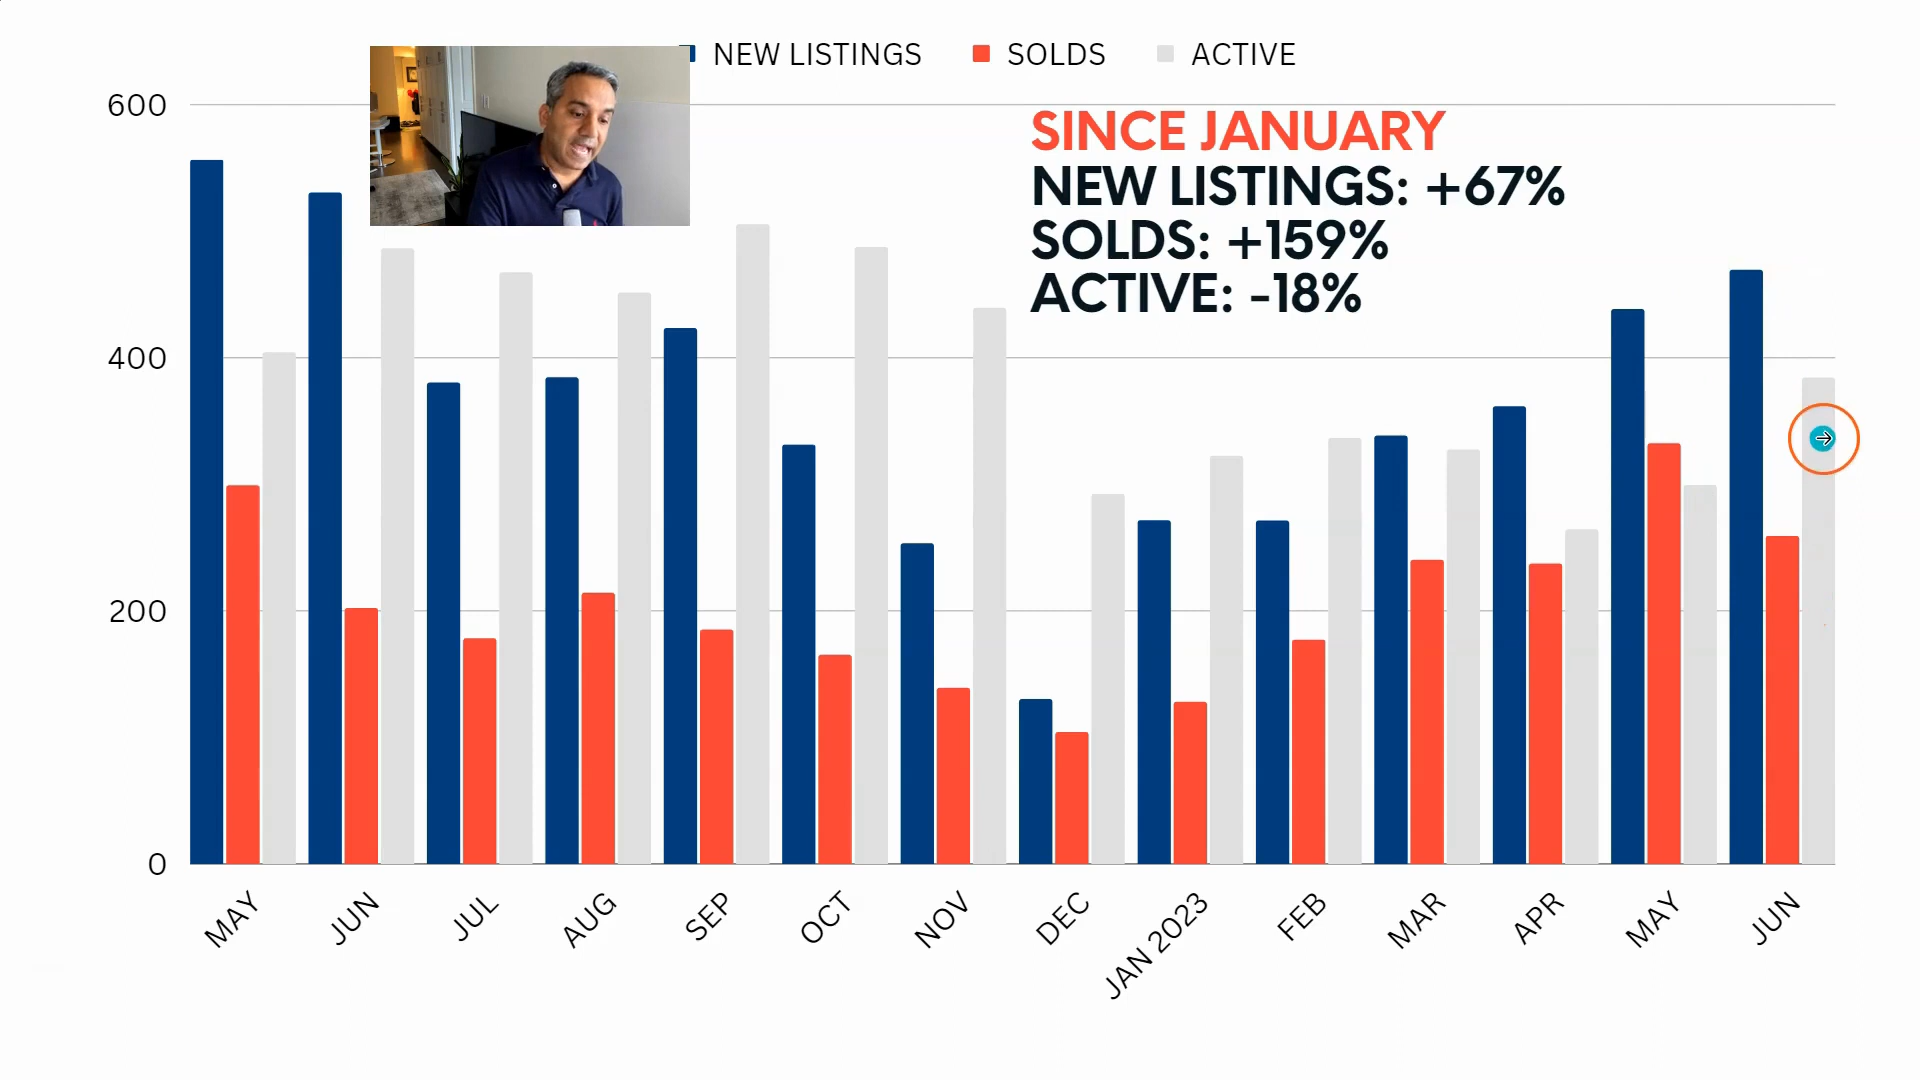 NEW LISTINGS SOLDS ACTIVE
600
SINCE JANUARY
NEW LISTINGS: +67%
SOLDS: +159%
ACTIVE: -18%
400
200
0
MAY JUN JUL AUG SEP OCT NOV DEC JAN 2023 FEB MAR APR MAY JUN